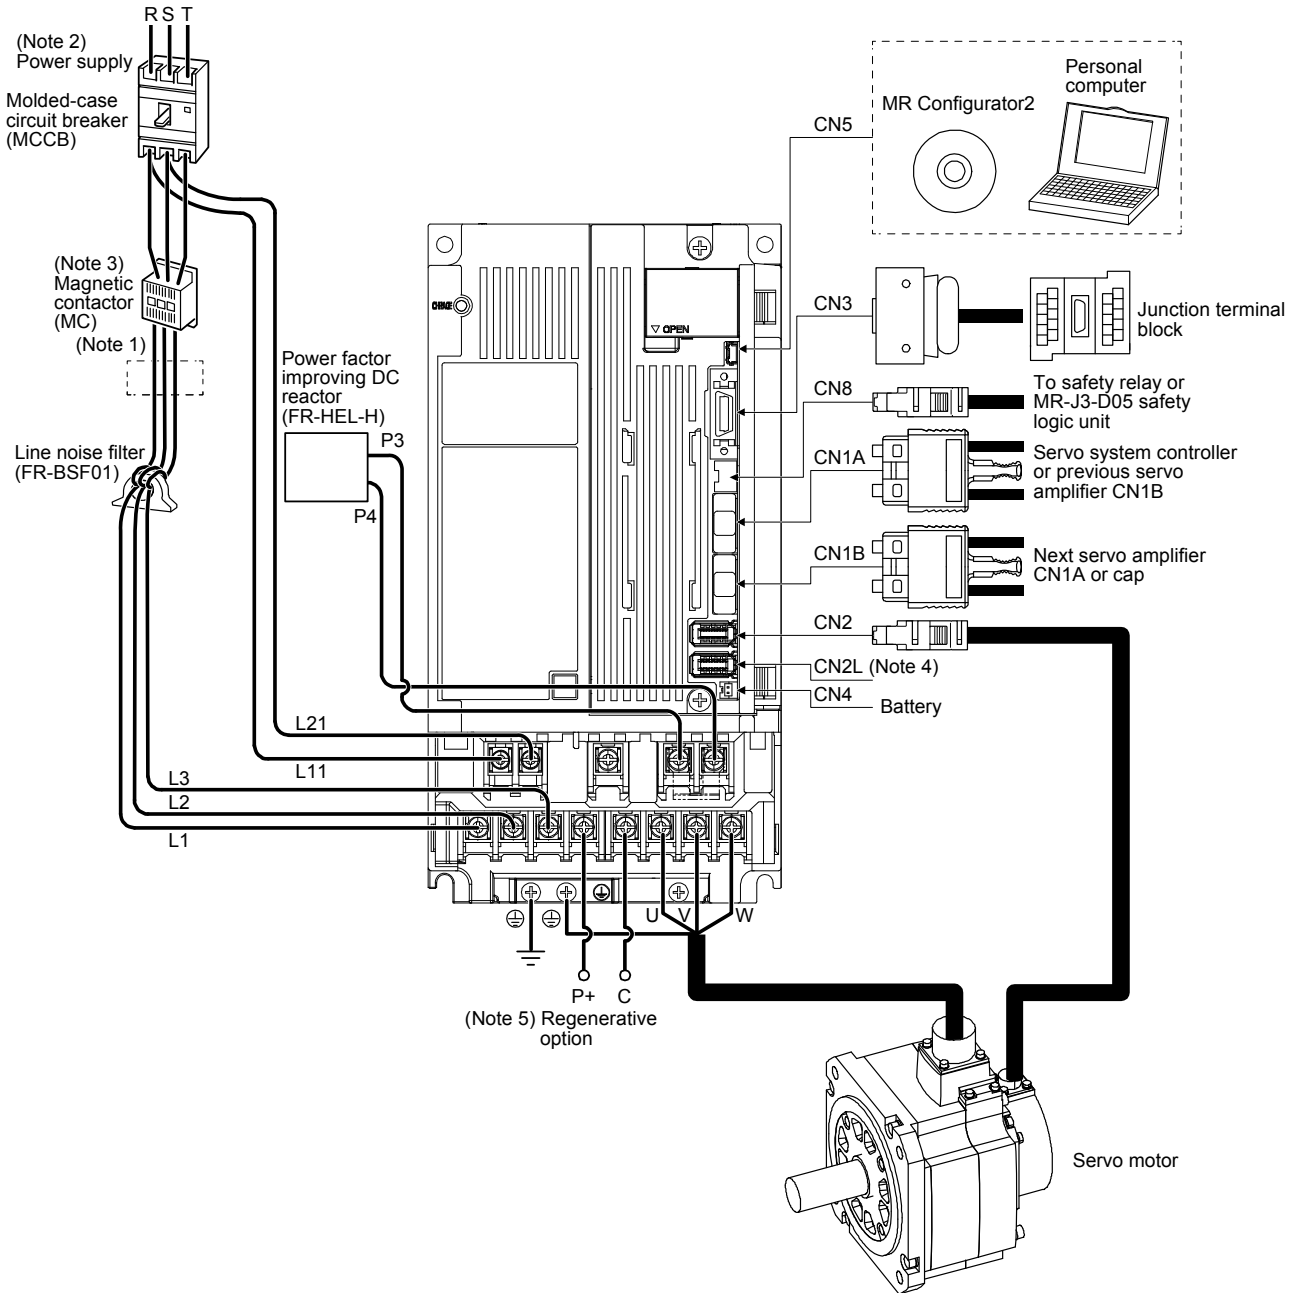 R S T
(Note 2)
Power supply
Molded-case
circuit breaker
(MCCB)
(Note 3)
Magnetic
contactor
(MC)
(Note 1)
Line noise filter
(FR-BSF01)
Power factor
improving DC
reactor
(FR-HEL-H)
P3
P4
L21
L11
L3
L2
L1
CHARGE
OPEN
CN5
MR Configurator2
Personal
computer
CN3
Junction terminal
block
CN8
To safety relay or
MR-J3-D05 safety
logic unit
CN1A
Servo system controller
or previous servo
amplifier CN1B
CN1B
Next servo amplifier
CN1A or cap
CN2
CN2L (Note 4)
CN4
Battery
U V W
P+ C
(Note 5) Regenerative
option
Servo motor